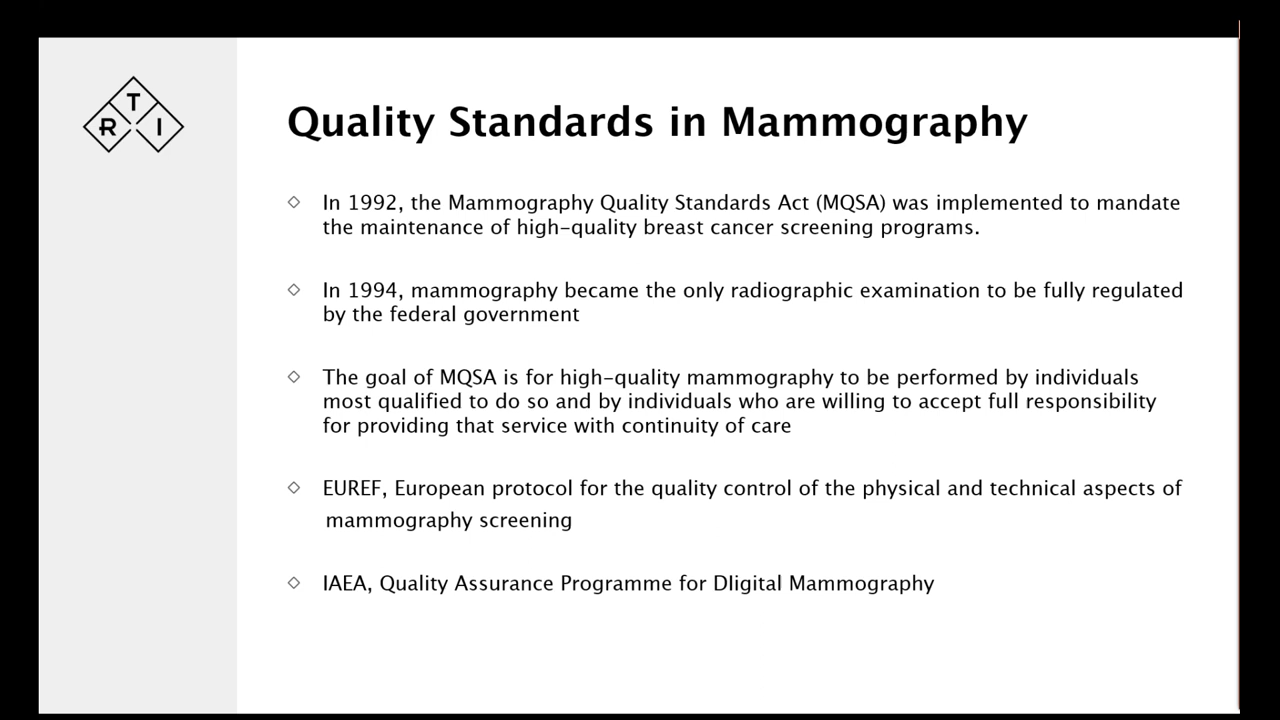 T
R I
Quality Standards in Mammography
In 1992, the Mammography Quality Standards Act (MQSA) was implemented to mandate
the maintenance of high-quality breast cancer screening programs.
In 1994, mammography became the only radiographic examination to be fully regulated
by the federal government
The goal of MQSA is for high-quality mammography to be performed by individuals
most qualified to do so and by individuals who are willing to accept full responsibility
for providing that service with continuity of care
EUREF, European protocol for the quality control of the physical and technical aspects of
mammography screening
IAEA, Quality Assurance Programme for DIigital Mammography